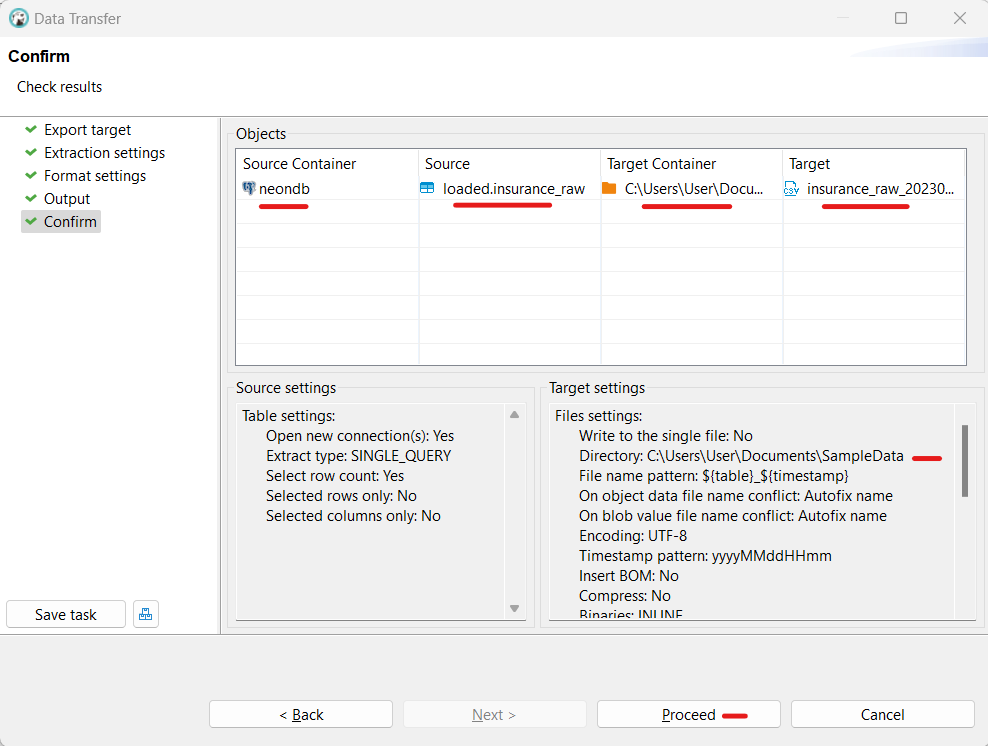 Data Transfer
Confirm
Check results
Export target
Extraction settings
Format settings
Output
Confirm
Objects
Source Container Source Target Container Target
neondb loaded.insurance_raw C:\Users\User\Docu... insurance_raw_20230...
Source settings
Table settings:
Open new connection(s): Yes
Extract type: SINGLE_QUERY
Select row count: Yes
Selected rows only: No
Selected columns only: No
Target settings
Files settings:
Write to the single file: No
Directory: C:\Users\User\Documents\SampleData
File name pattern: ${table}_${timestamp}
On object data file name conflict: Autofix name
On blob value file name conflict: Autofix name
Encoding: UTF-8
Timestamp pattern: yyyyMMddHHmm
Insert BOM: No
Compress: No
Binaries: INLINE
Save task
< Back Next > Proceed Cancel